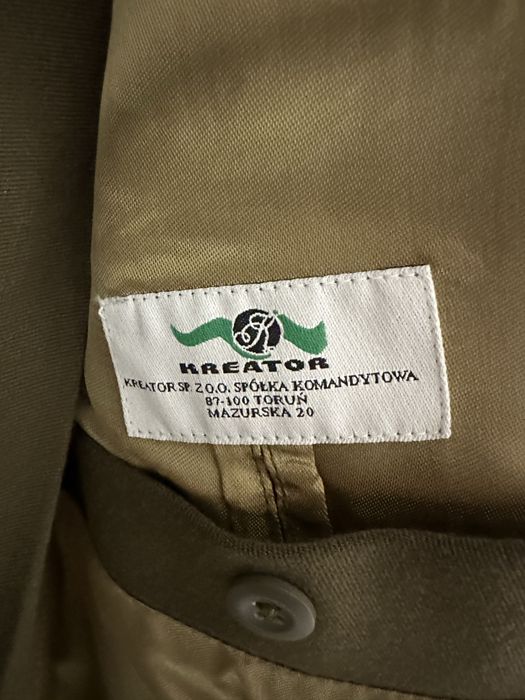 KREATOR
KREATOR SP. Z O.O. SPÓŁKA KOMANDYTOWA
87-100 TORUŃ
MAZURSKA 20